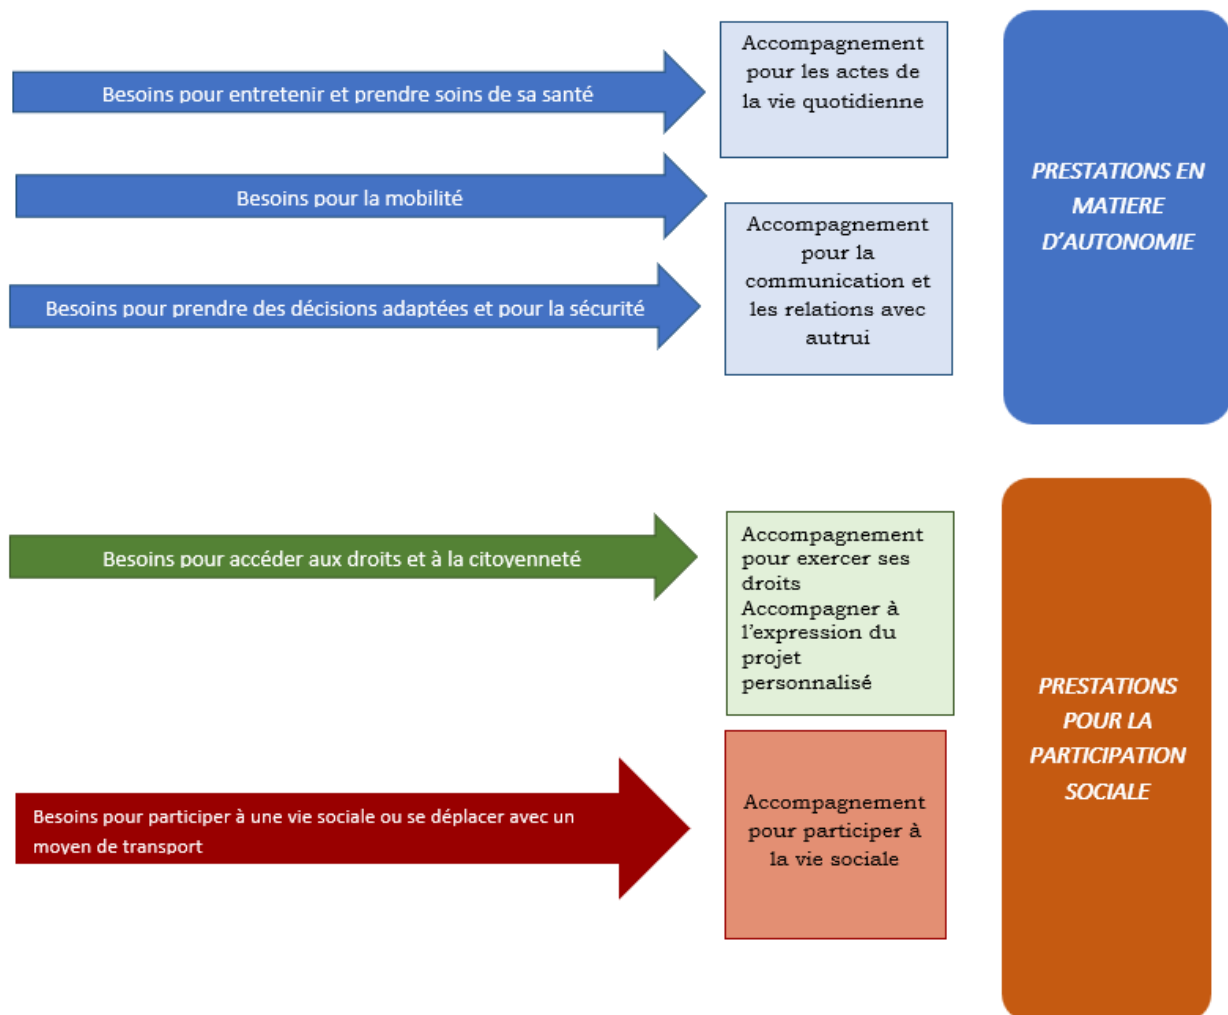 Besoins pour entretenir et prendre soins de sa santé
Accompagnement
pour les actes de
la vie quotidienne
Besoins pour la mobilité
Besoins pour prendre des décisions adaptées et pour la sécurité
Accompagnement
pour la
communication et
les relations avec
autrui
PRESTATIONS EN
MATIERE
D'AUTONOMIE
Besoins pour accéder aux droits et à la citoyenneté
Accompagnement
pour exercer ses
droits
Accompagner à
l'expression du
projet
personnalisé
Besoins pour participer à une vie sociale ou se déplacer avec un
moyen de transport
Accompagnement
pour participer à
la vie sociale
PRESTATIONS
POUR LA
PARTICIPATION
SOCIALE